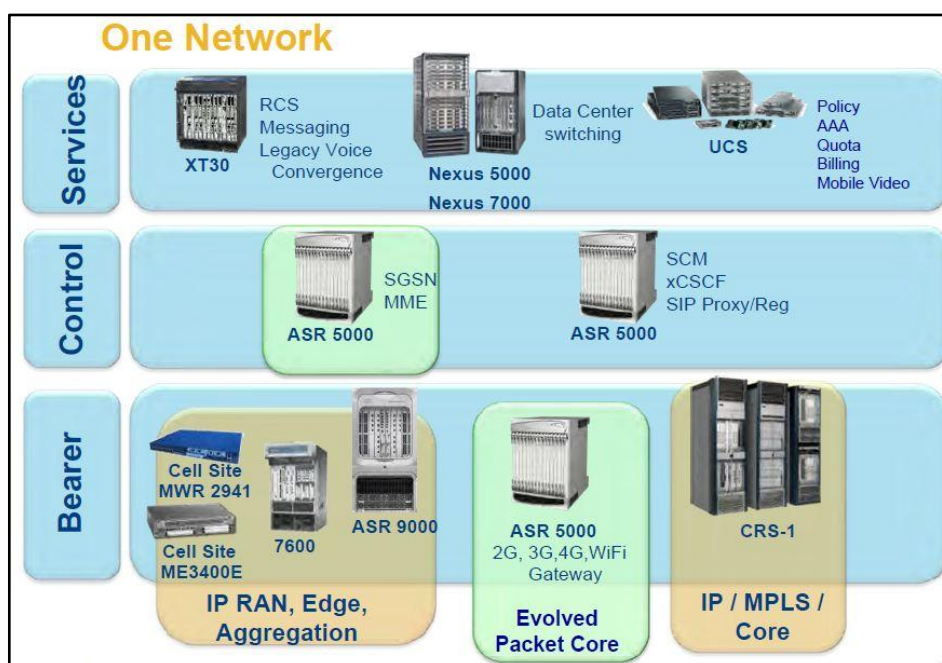 One Network
Services
XT30
RCS
Messaging
Legacy Voice
Convergence
Nexus 5000
Nexus 7000
Data Center
switching
UCS
Policy
AAA
Quota
Billing
Mobile Video
Control
ASR 5000
SGSN
MME
ASR 5000
SCM
xCSCF
SIP Proxy/Reg
Bearer
Cell Site
MWR 2941
Cell Site
ME3400E
7600
ASR 9000
IP RAN, Edge,
Aggregation
ASR 5000
2G, 3G,4G,WiFi
Gateway
Evolved
Packet Core
CRS-1
IP / MPLS /
Core